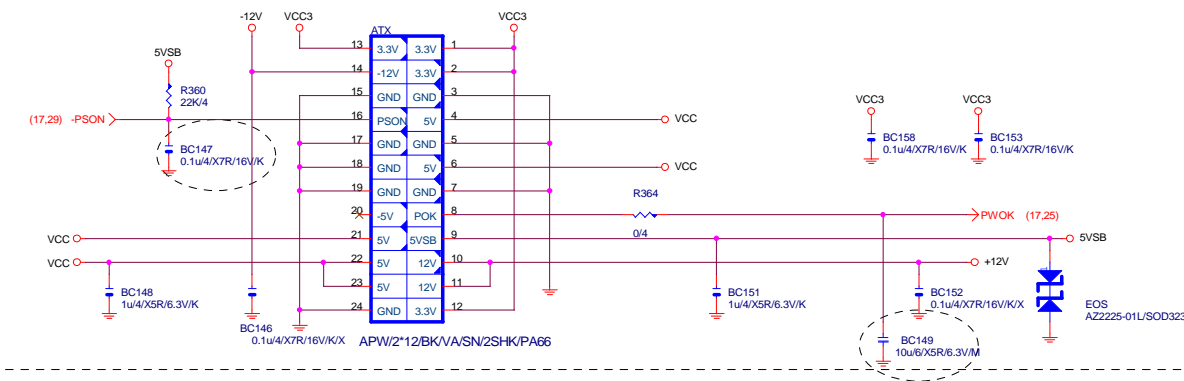 -12V VCC3 VCC3
ATX
5VSB
R360
22K/4
(17,29) -PSON
BC147
0.1u/4/X7R/16V/K
13 3.3V 3.3V 1
14 -12V 3.3V 2
15 GND GND 3
16 PSON 5V 4 VCC
17 GND GND 5
18 GND 5V 6 VCC
19 GND GND 7
20 -5V POK 8
VCC 21 5V 5VSB 9
VCC 22 5V 12V 10
23 5V 12V 11
24 GND 3.3V 12
APW/2*12/BK/VA/SN/2SHK/PA66
VCC3 VCC3
BC158
0.1u/4/X7R/16V/K
BC153
0.1u/4/X7R/16V/K
R364
0/4
PWOK (17,25)
5VSB
+12V
BC148
1u/4/X5R/6.3V/K
BC146
0.1u/4/X7R/16V/K/X
BC151
1u/4/X5R/6.3V/K
BC152
0.1u/4/X7R/16V/K/X
EOS
AZ2225-01L/SOD323
BC149
10u/6/X5R/6.3V/M